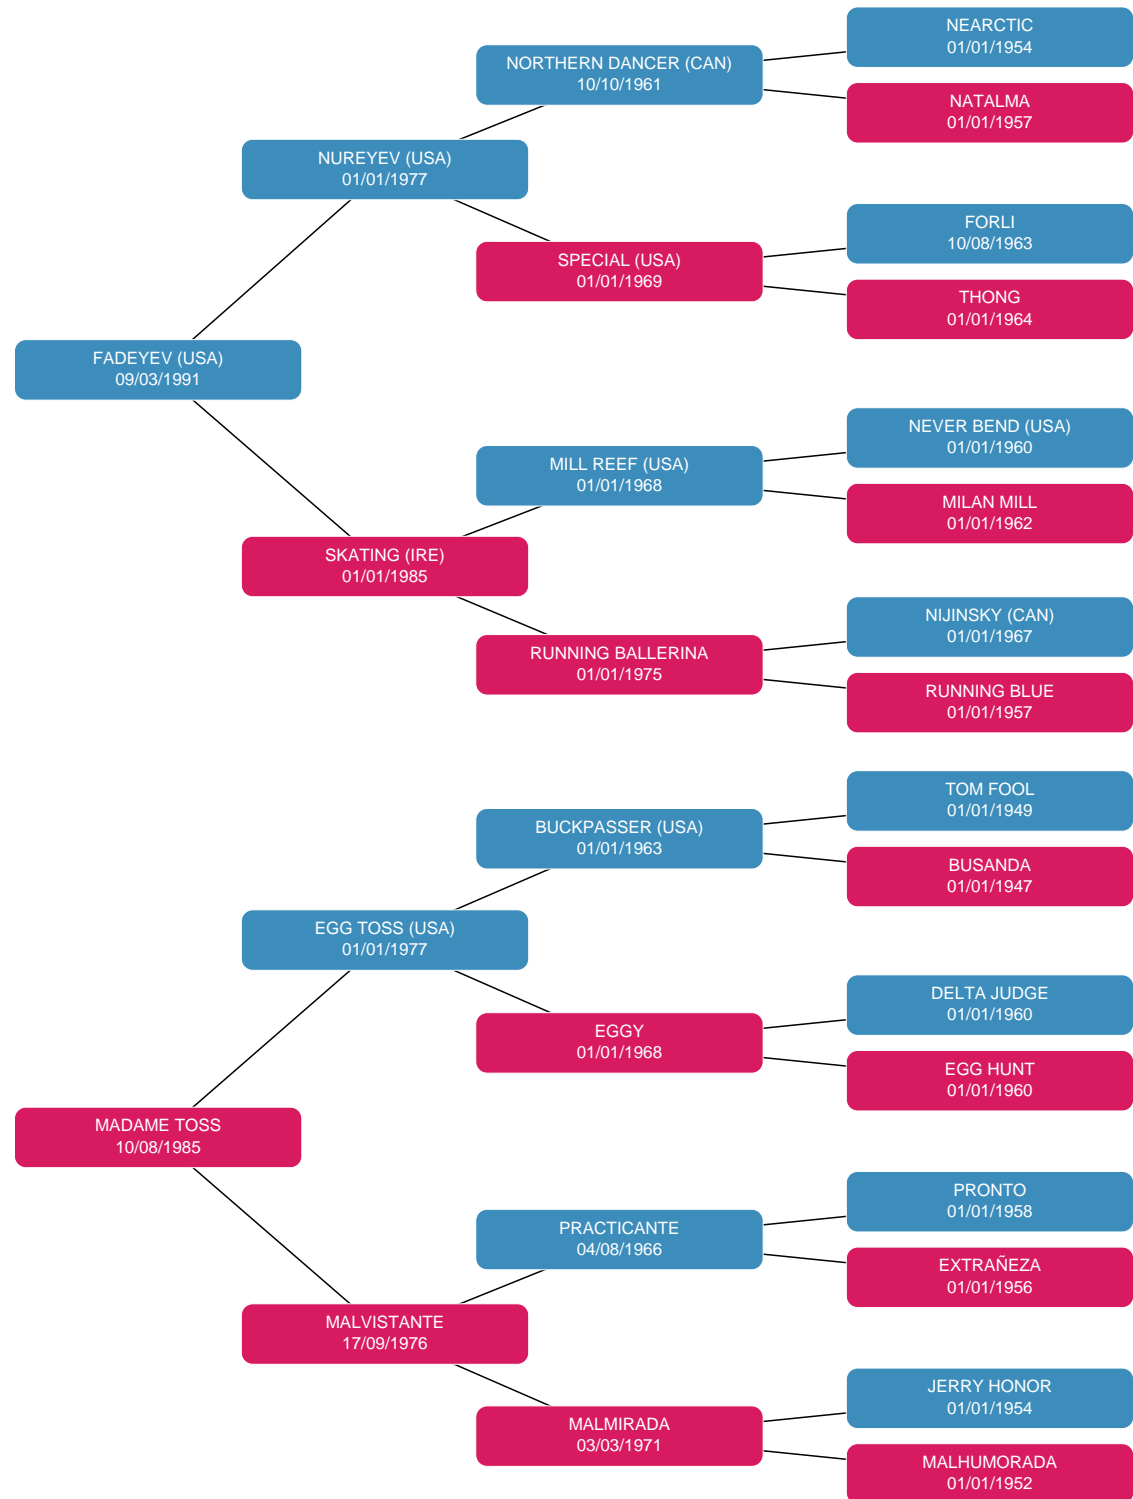 NEARCTIC
01/01/1954
NORTHERN DANCER (CAN)
10/10/1961
NATALMA
01/01/1957
NUREYEV (USA)
01/01/1977
FORLI
10/08/1963
SPECIAL (USA)
01/01/1969
THONG
01/01/1964
FADEYEV (USA)
09/03/1991
NEVER BEND (USA)
01/01/1960
MILL REEF (USA)
01/01/1968
MILAN MILL
01/01/1962
SKATING (IRE)
01/01/1985
NIJINSKY (CAN)
01/01/1967
RUNNING BALLERINA
01/01/1975
RUNNING BLUE
01/01/1957
TOM FOOL
01/01/1949
BUCKPASSER (USA)
01/01/1963
BUSANDA
01/01/1947
EGG TOSS (USA)
01/01/1977
DELTA JUDGE
01/01/1960
EGGY
01/01/1968
EGG HUNT
01/01/1960
MADAME TOSS
10/08/1985
PRONTO
01/01/1958
PRACTICANTE
04/08/1966
EXTRAÑEZA
01/01/1956
MALVISTANTE
17/09/1976
JERRY HONOR
01/01/1954
MALMIRADA
03/03/1971
MALHUMORADA
01/01/1952